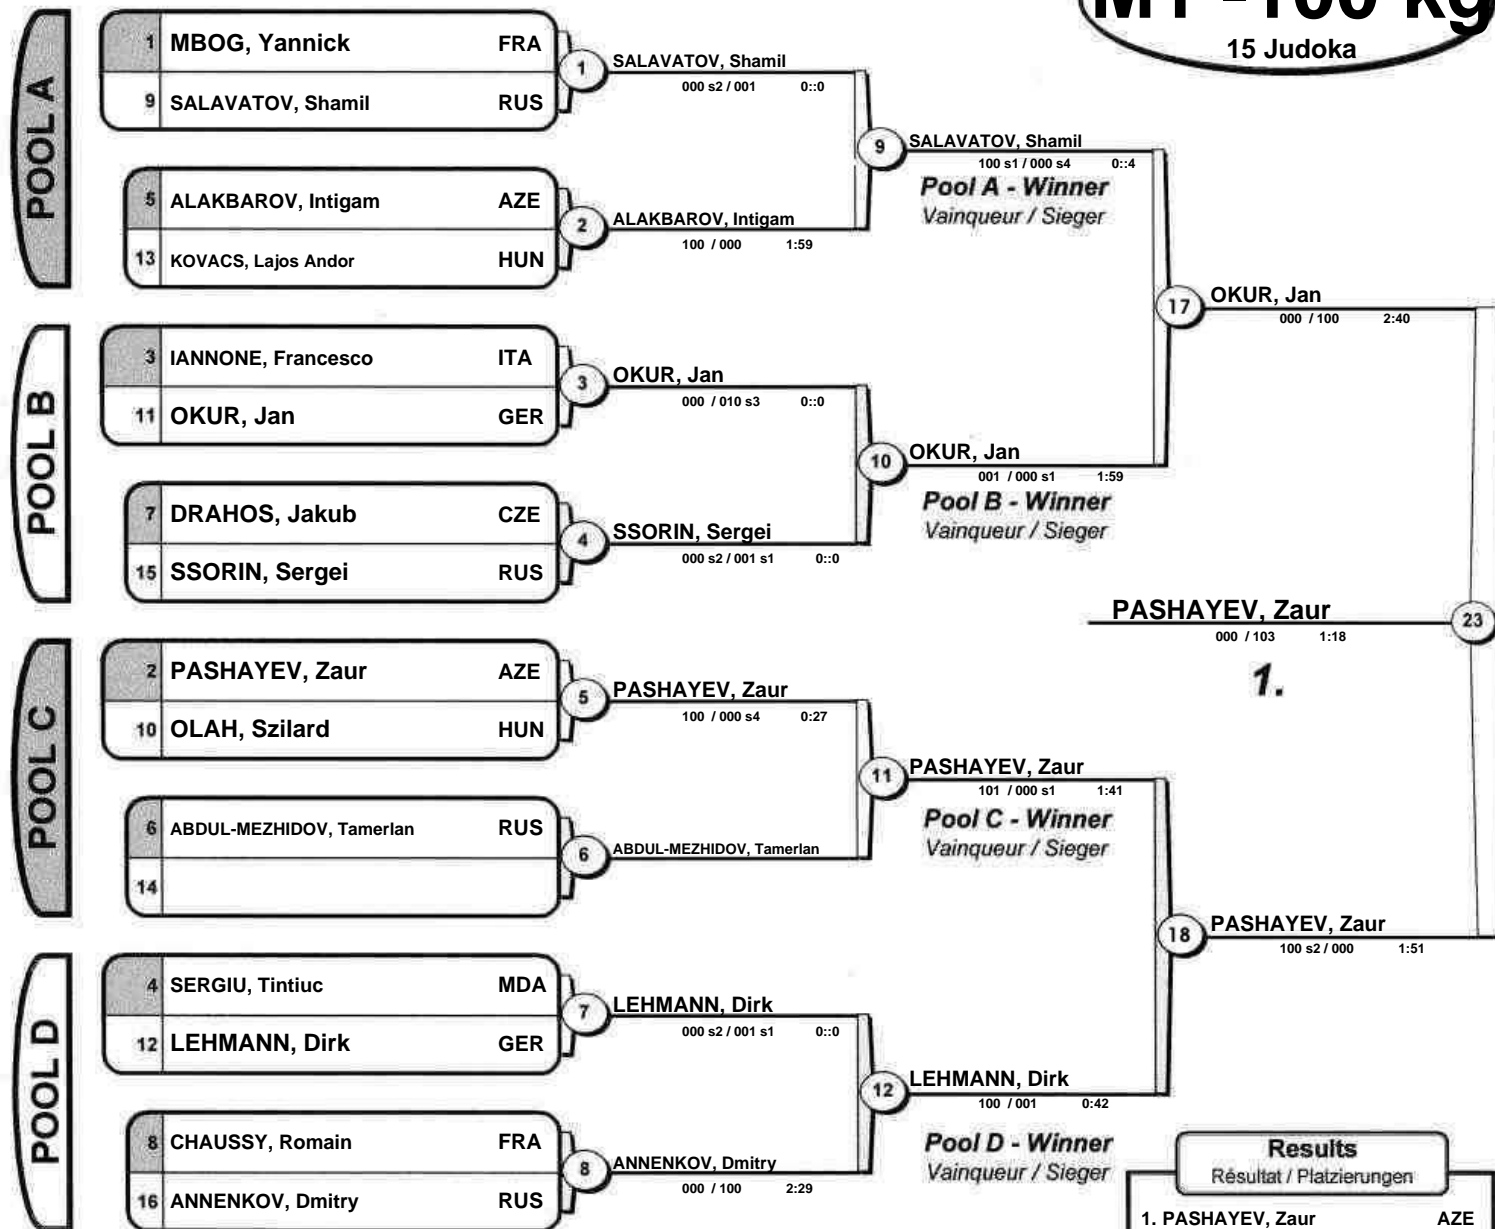 M1 -100 kg
15 Judoka
POOL A
1 MBOG, Yannick FRA
9 SALAVATOV, Shamil RUS
1
SALAVATOV, Shamil
000 s2 / 001 0::0
5 ALAKBAROV, Intigam AZE
13 KOVACS, Lajos Andor HUN
2
ALAKBAROV, Intigam
100 / 000 1:59
9
SALAVATOV, Shamil
100 s1 / 000 s4 0::4
Pool A - Winner
Vainqueur / Sieger
POOL B
3 IANNONE, Francesco ITA
11 OKUR, Jan GER
3
OKUR, Jan
000 / 010 s3 0::0
7 DRAHOS, Jakub CZE
15 SSORIN, Sergei RUS
4
SSORIN, Sergei
000 s2 / 001 s1 0::0
10
OKUR, Jan
001 / 000 s1 1:59
Pool B - Winner
Vainqueur / Sieger
17
OKUR, Jan
000 / 100 2:40
PASHAYEV, Zaur
000 / 103 1:18
23
1.
POOL C
2 PASHAYEV, Zaur AZE
10 OLAH, Szilard HUN
5
PASHAYEV, Zaur
100 / 000 s4 0:27
6 ABDUL-MEZHIDOV, Tamerlan RUS
14
6
ABDUL-MEZHIDOV, Tamerlan
11
PASHAYEV, Zaur
101 / 000 s1 1:41
Pool C - Winner
Vainqueur / Sieger
18
PASHAYEV, Zaur
100 s2 / 000 1:51
POOL D
4 SERGIU, Tintiuc MDA
12 LEHMANN, Dirk GER
7
LEHMANN, Dirk
000 s2 / 001 s1 0::0
8 CHAUSSY, Romain FRA
16 ANNENKOV, Dmitry RUS
8
ANNENKOV, Dmitry
000 / 100 2:29
12
LEHMANN, Dirk
100 / 001 0:42
Pool D - Winner
Vainqueur / Sieger
Results
Résultat / Platzierungen
1. PASHAYEV, Zaur AZE